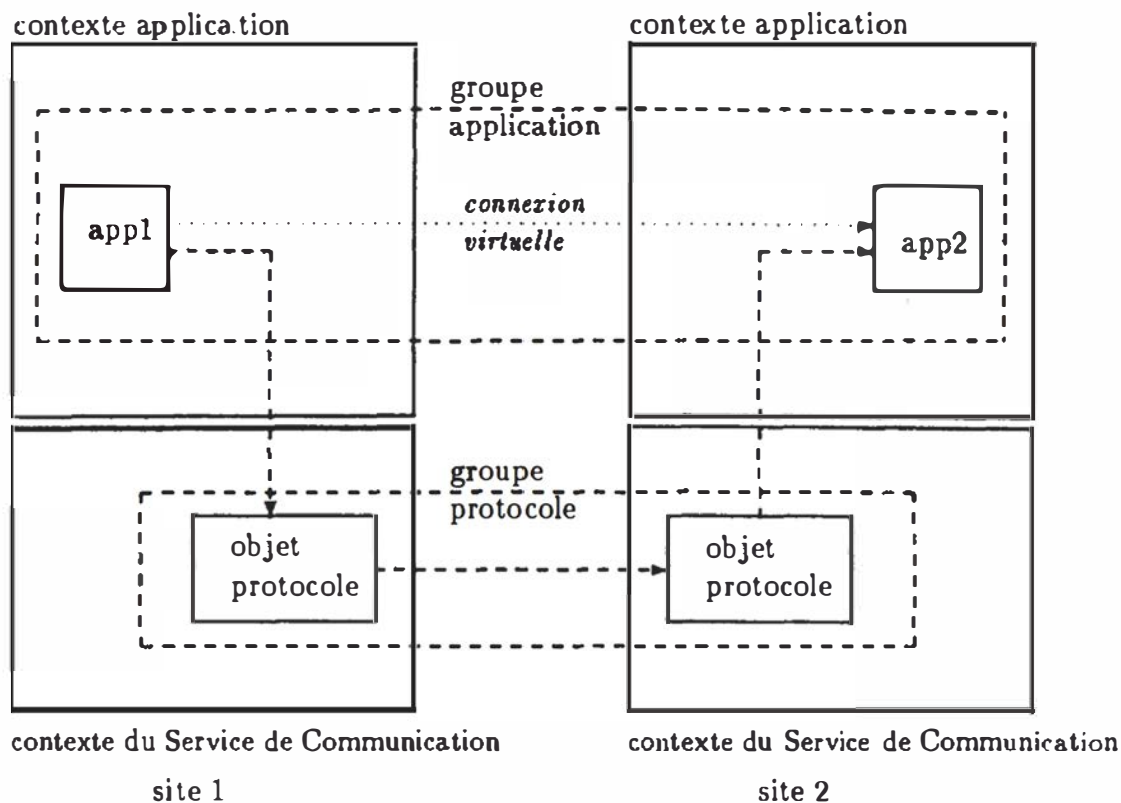 contexte application
contexte application
groupe
application
connexion
virtuelle
app1
app2
groupe
protocole
objet
protocole
objet
protocole
contexte du Service de Communication
contexte du Service de Communication
site 1
site 2